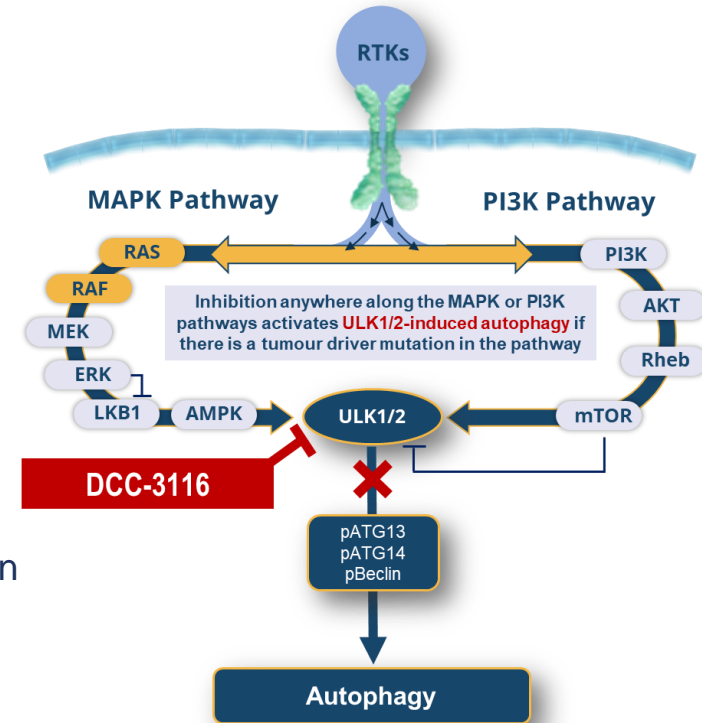 RTKs
MAPK Pathway
PI3K Pathway
RAS
PI3K
RAF
Inhibition anywhere along the MAPK or PI3K
pathways activates ULK1/2-induced autophagy if
there is a tumour driver mutation in the pathway
AKT
MEK
Rheb
ERK
LKB1
AMPK
ULK1/2
mTOR
DCC-3116
pATG13
pATG14
pBeclin
n
Autophagy